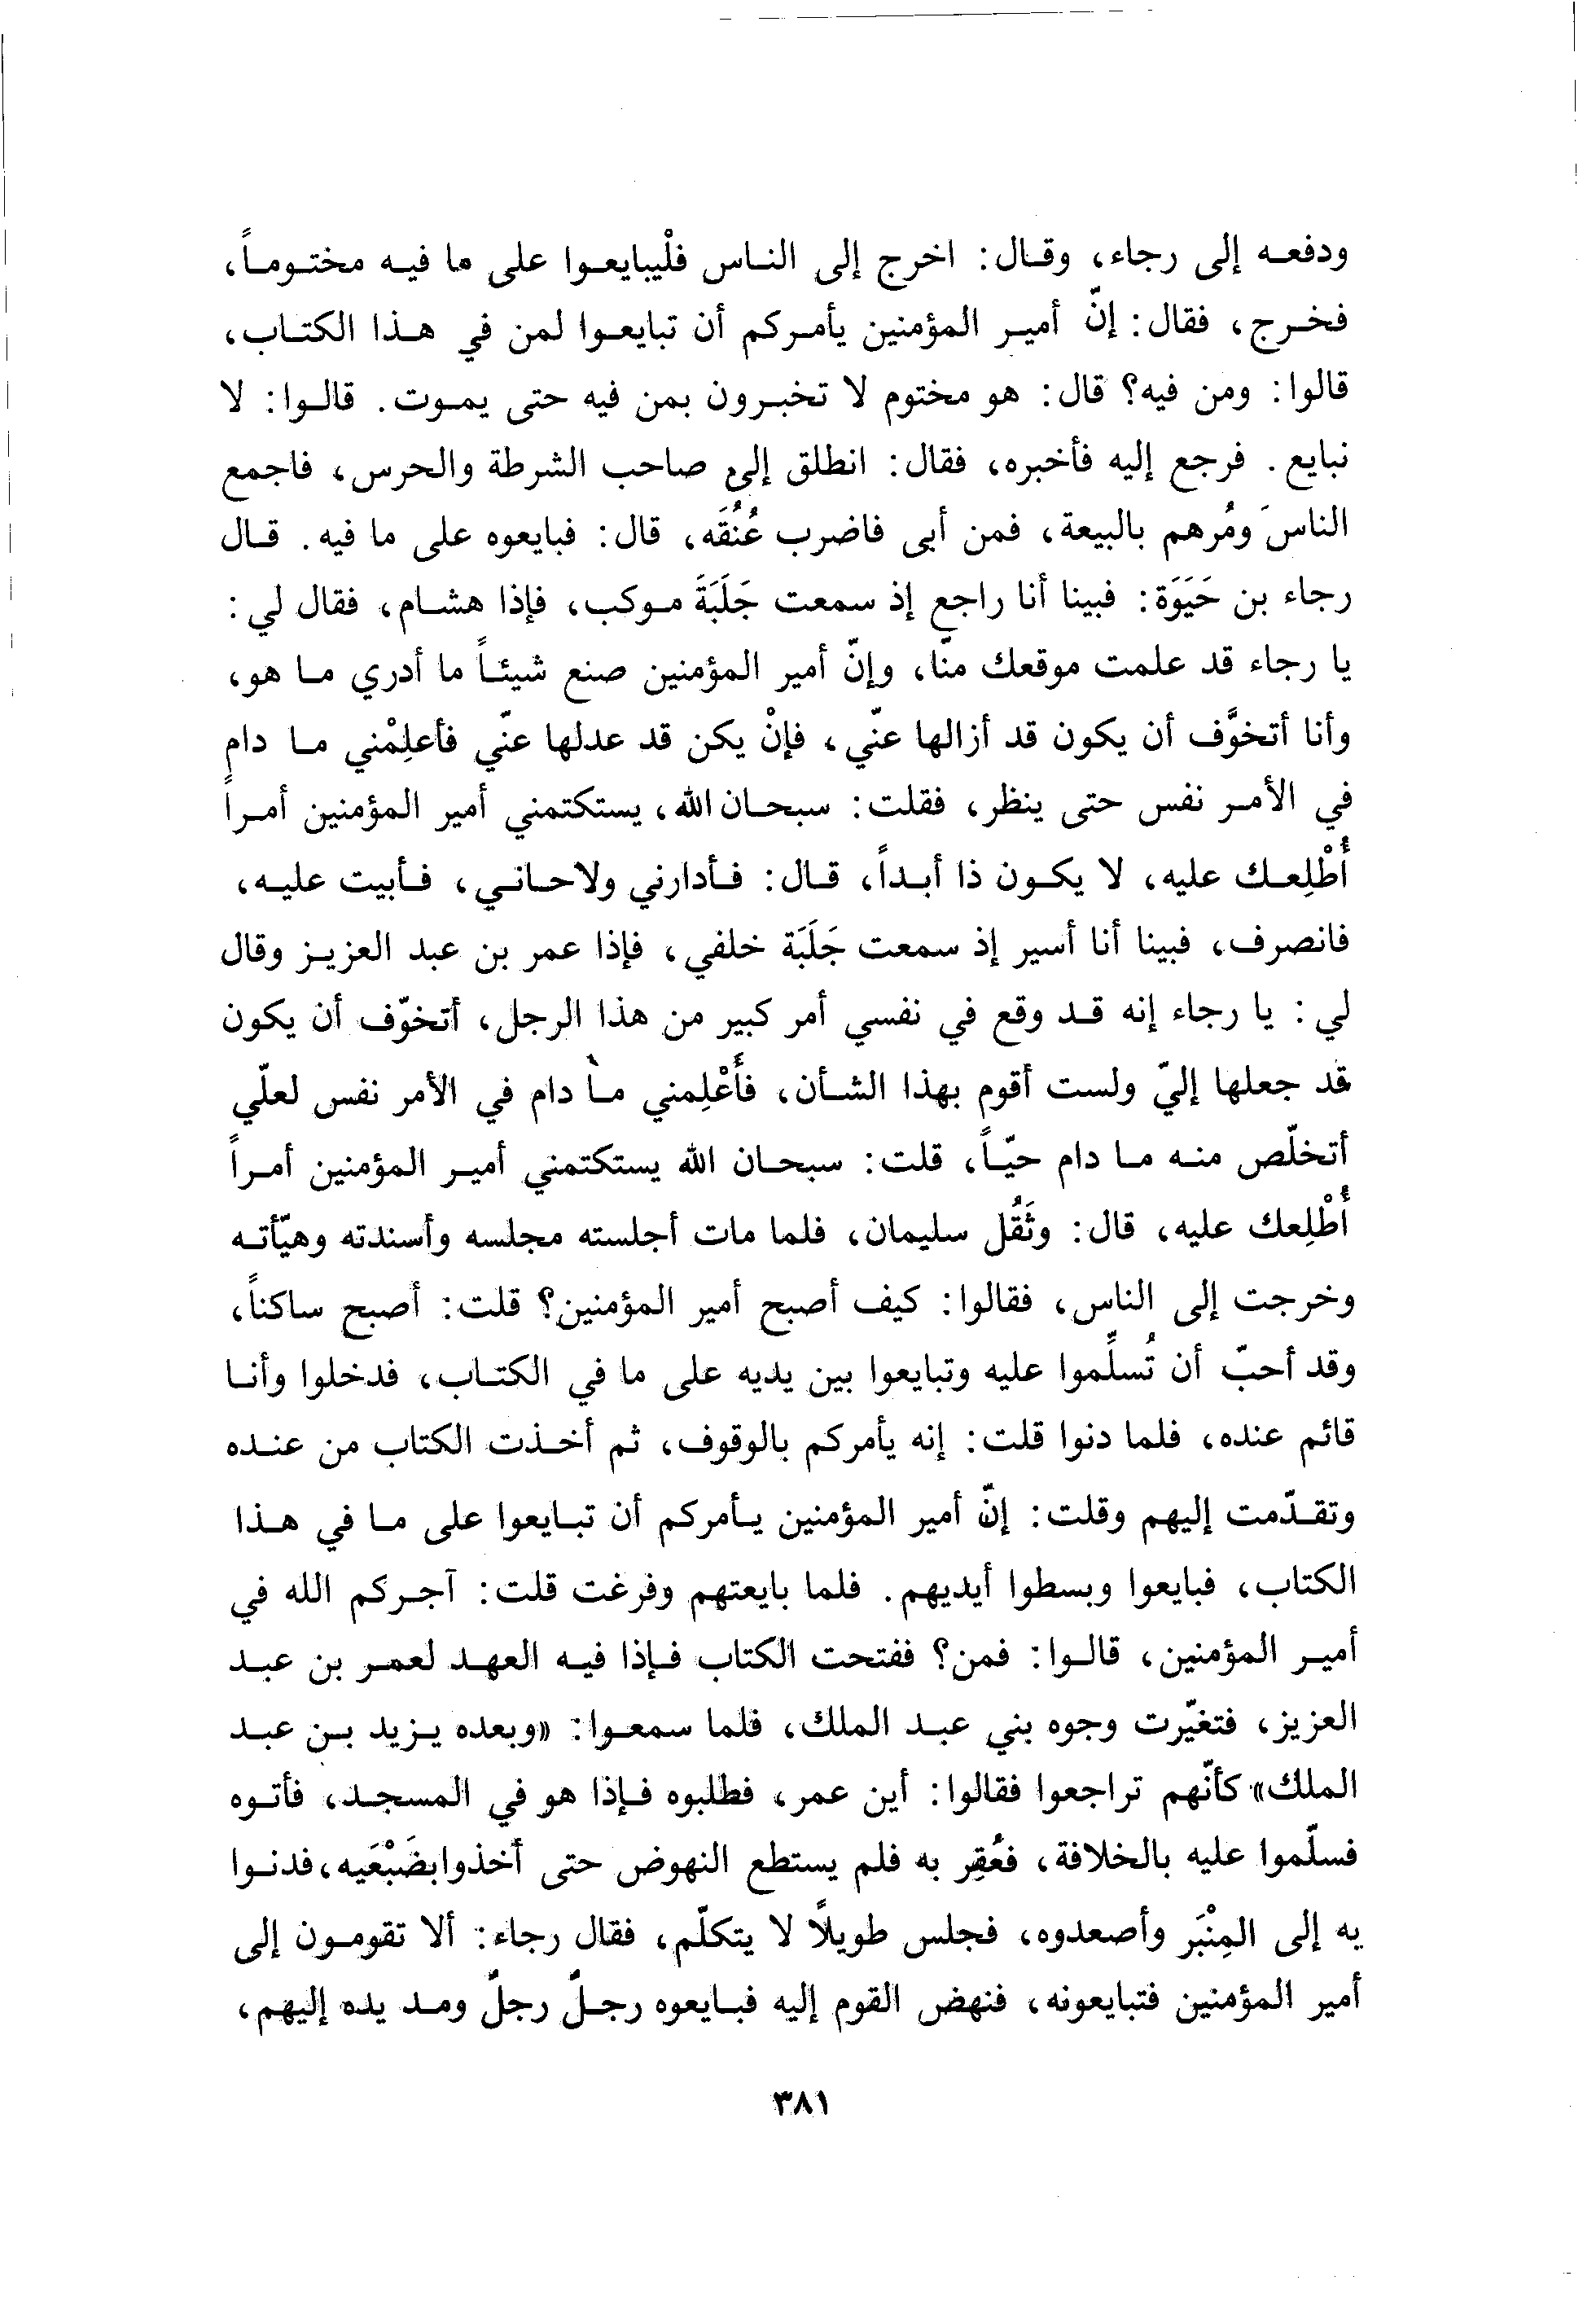 ودفعه إلى رجاء، وقال: اخرج إلى الناس فلْيبايعوا على ما فيه مختوماً،
فخرج، فقال: إنّ أمير المؤمنين يأمركم أن تبايعوا لمن في هذا الكتاب،
قالوا: ومن فيه؟ قال: هو مختوم لا تخبرون بمن فيه حتى يموت. قالوا: لا
نبايع. فرجع إليه فأخبره، فقال: انطلق إلى صاحب الشرطة والحرس، فاجمع
الناسَ ومُرهم بالبيعة، فمن أبى فاضرب عُنُقَه، قال: فبايعوه على ما فيه. قال
رجاء بن حَيَوَة: فبينا أنا راجع إذ سمعت جَلَبَةَ موكب، فإذا هشام، فقال لي:
يا رجاء قد علمت موقعك منّا، وإنّ أمير المؤمنين صنع شيئاً ما أدري ما هو،
وأنا أتخوَّف أن يكون قد أزالها عنّي، فإنْ يكن قد عدلها عنّي فأعلِمْني ما دام
في الأمر نفس حتى ينظر، فقلت: سبحان الله، يستكتمني أمير المؤمنين أمراً
أُطْلِعك عليه، لا يكون ذا أبداً، قال: فأدارني ولاحاني، فأبيت عليه،
فانصرف، فبينا أنا أسير إذ سمعت جَلَبَة خلفي، فإذا عمر بن عبد العزيز وقال
لي: يا رجاء إنه قد وقع في نفسي أمر كبير من هذا الرجل، أتخوّف أن يكون
قد جعلها إليّ ولست أقوم بهذا الشأن، فأَعْلِمني ما دام في الأمر نفس لعلّي
أتخلّص منه ما دام حيّاً، قلت: سبحان الله يستكتمني أمير المؤمنين أمراً
أُطْلِعك عليه، قال: وثَقُل سليمان، فلما مات أجلسته مجلسه وأسندته وهيّأته
وخرجت إلى الناس، فقالوا: كيف أصبح أمير المؤمنين؟ قلت: أصبح ساكناً،
وقد أحبّ أن تُسلِّموا عليه وتبايعوا بين يديه على ما في الكتاب، فدخلوا وأنا
قائم عنده، فلما دنوا قلت: إنه يأمركم بالوقوف، ثم أخذت الكتاب من عنده
وتقدّمت إليهم وقلت: إنّ أمير المؤمنين يأمركم أن تبايعوا على ما في هذا
الكتاب، فبايعوا وبسطوا أيديهم. فلما بايعتهم وفرغت قلت: آجركم الله في
أمير المؤمنين، قالوا: فمن؟ ففتحت الكتاب فإذا فيه العهد لعمر بن عبد
العزيز، فتغيّرت وجوه بني عبد الملك، فلما سمعوا: «وبعده يزيد بن عبد
الملك» كأنّهم تراجعوا فقالوا: أين عمر، فطلبوه فإذا هو في المسجد، فأتوه
فسلّموا عليه بالخلافة، فعُقِر به فلم يستطع النهوض حتى أخذوا بضَبْعَيه، فدنوا
يه إلى المِنْبَر وأصعدوه، فجلس طويلًا لا يتكلّم، فقال رجاء: ألا تقومون إلى
أمير المؤمنين فتبايعونه، فنهض القوم إليه فبايعوه رجلٌ رجلٌ ومد يده إليهم،
٣٨١